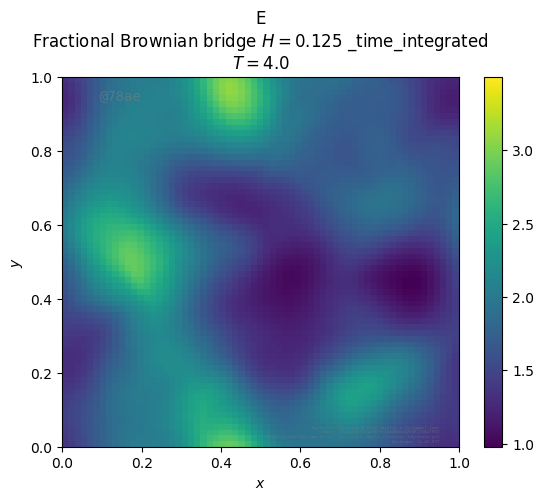 E
Fractional Brownian bridge H = 0.125 _time_integrated
T = 4.0
@78ae
1.0
0.8
0.6
0.4
0.2
0.0
y
0.0 0.2 0.4 0.6 0.8 1.0
x
3.0
2.5
2.0
1.5
1.0